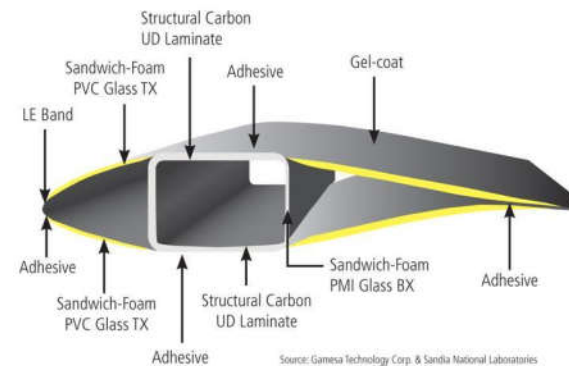 Structural Carbon
UD Laminate
Sandwich-Foam
PVC Glass TX
Adhesive
Gel-coat
LE Band
Adhesive
Sandwich-Foam
PVC Glass TX
Adhesive
Structural Carbon
UD Laminate
Sandwich-Foam
PMI Glass BX
Adhesive
Source: Gamesa Technology Corp. & Sandia National Laboratories